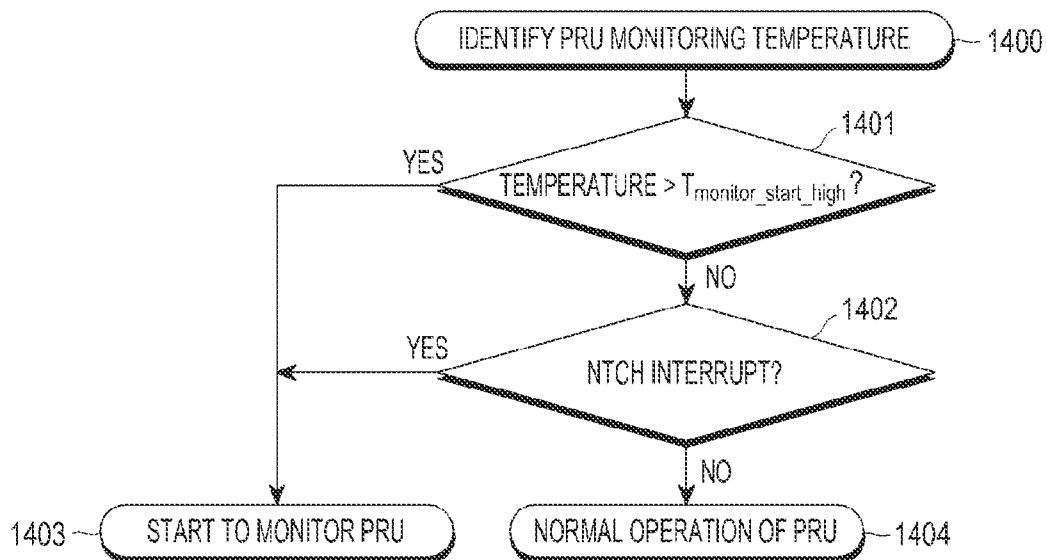 IDENTIFY PRU MONITORING TEMPERATURE
1400
1401
YES
TEMPERATURE > Tmonitor_start_high?
NO
1402
YES
NTCH INTERRUPT?
NO
1403
START TO MONITOR PRU
NORMAL OPERATION OF PRU
1404